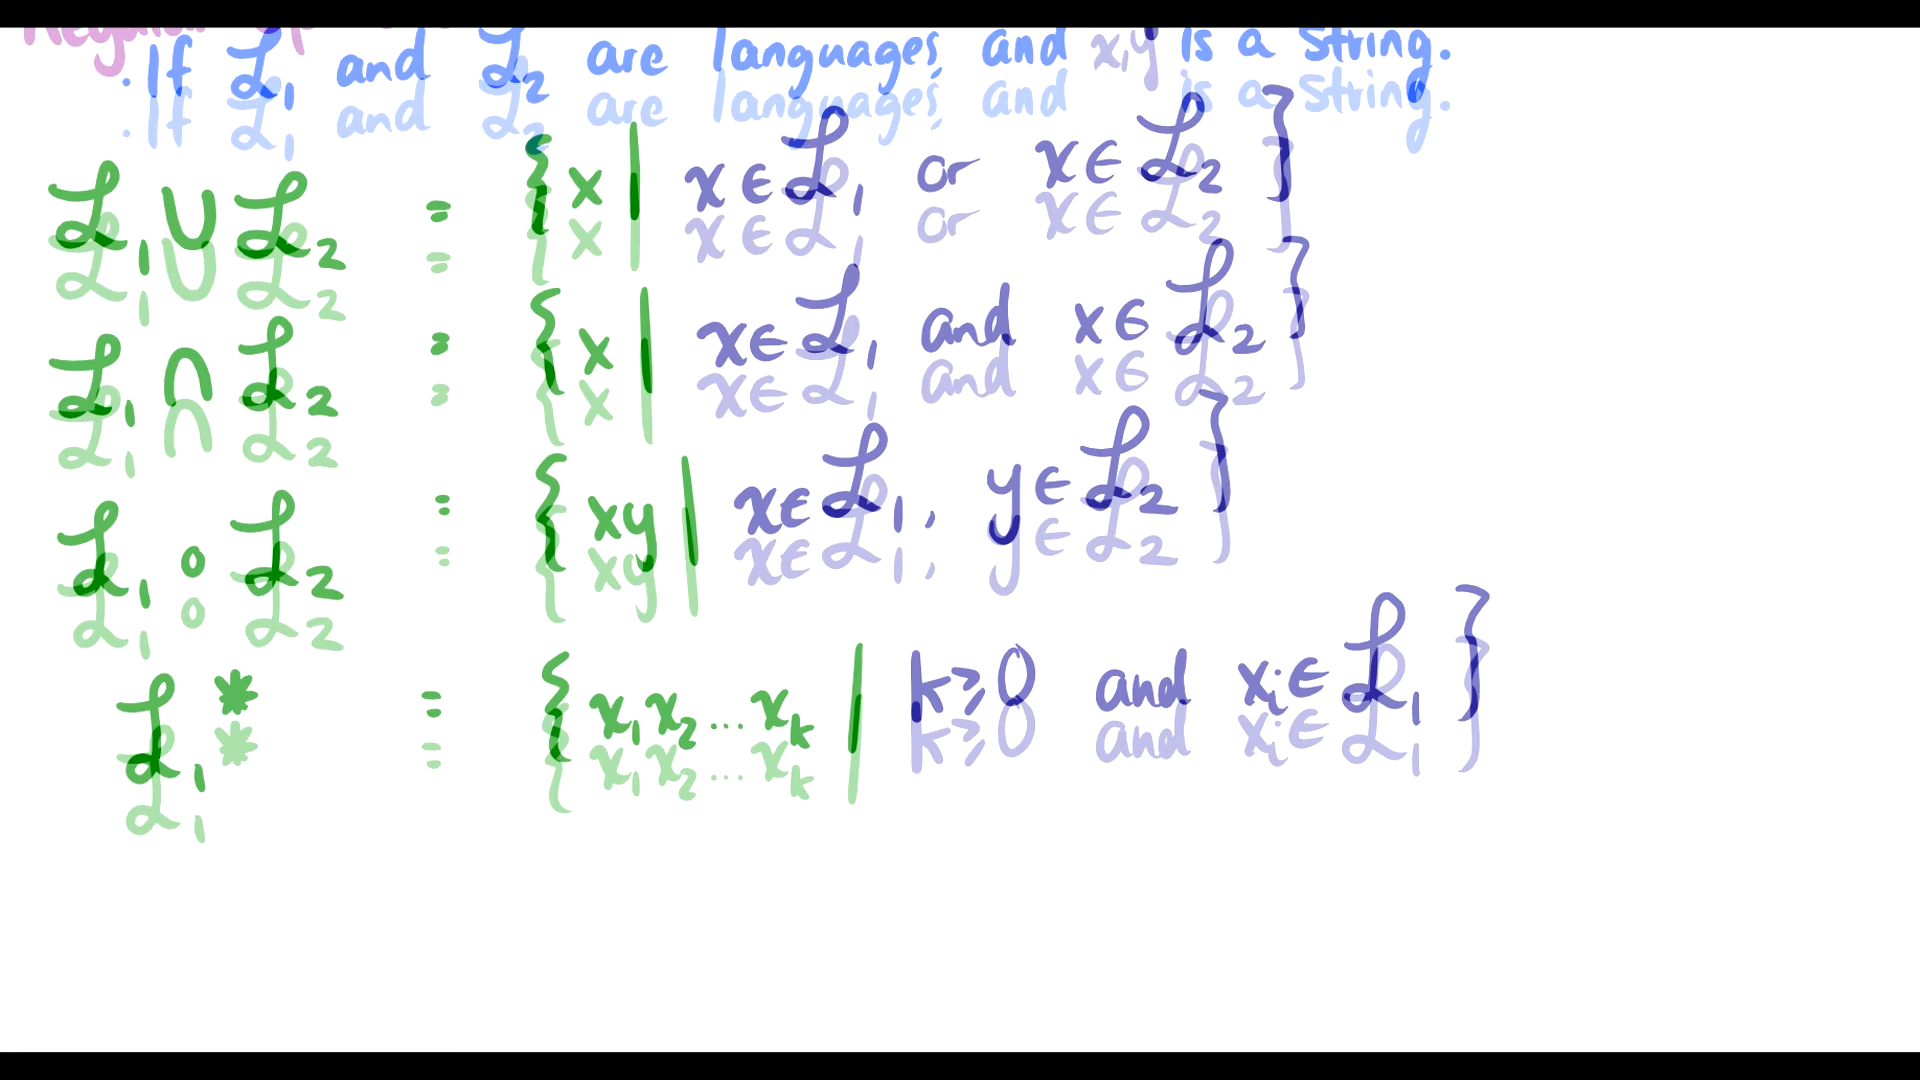 Regular
· If ℒ₁ and ℒ₂ are languages, and x,y is a string.
ℒ₁ ∪ ℒ₂ = { x | x ∈ ℒ₁ or x ∈ ℒ₂ }
ℒ₁ ∩ ℒ₂ = { x | x ∈ ℒ₁ and x ∈ ℒ₂ }
ℒ₁ ∘ ℒ₂ = { xy | x ∈ ℒ₁, y ∈ ℒ₂ }
ℒ₁* = { x₁x₂...xₖ | k ≥ 0 and xᵢ ∈ ℒ₁ }